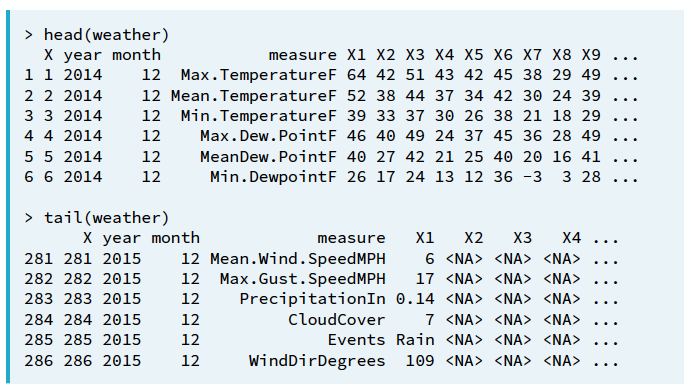 > head(weather)
  X year month           measure X1 X2 X3 X4 X5 X6 X7 X8 X9 ...
1 1 2014    12  Max.TemperatureF 64 42 51 43 42 45 38 29 49 ...
2 2 2014    12 Mean.TemperatureF 52 38 44 37 34 42 30 24 39 ...
3 3 2014    12  Min.TemperatureF 39 33 37 30 26 38 21 18 29 ...
4 4 2014    12    Max.Dew.PointF 46 40 49 24 37 45 36 28 49 ...
5 5 2014    12    MeanDew.PointF 40 27 42 21 25 40 20 16 41 ...
6 6 2014    12     Min.DewpointF 26 17 24 13 12 36 −3  3 28 ...
> tail(weather)
      X year month            measure   X1   X2   X3   X4 ...
281 281 2015    12 Mean.Wind.SpeedMPH    6 <NA> <NA> <NA> ...
282 282 2015    12  Max.Gust.SpeedMPH   17 <NA> <NA> <NA> ...
283 283 2015    12    PrecipitationIn 0.14 <NA> <NA> <NA> ...
284 284 2015    12         CloudCover    7 <NA> <NA> <NA> ...
285 285 2015    12             Events Rain <NA> <NA> <NA> ...
286 286 2015    12     WindDirDegrees  109 <NA> <NA> <NA> ...